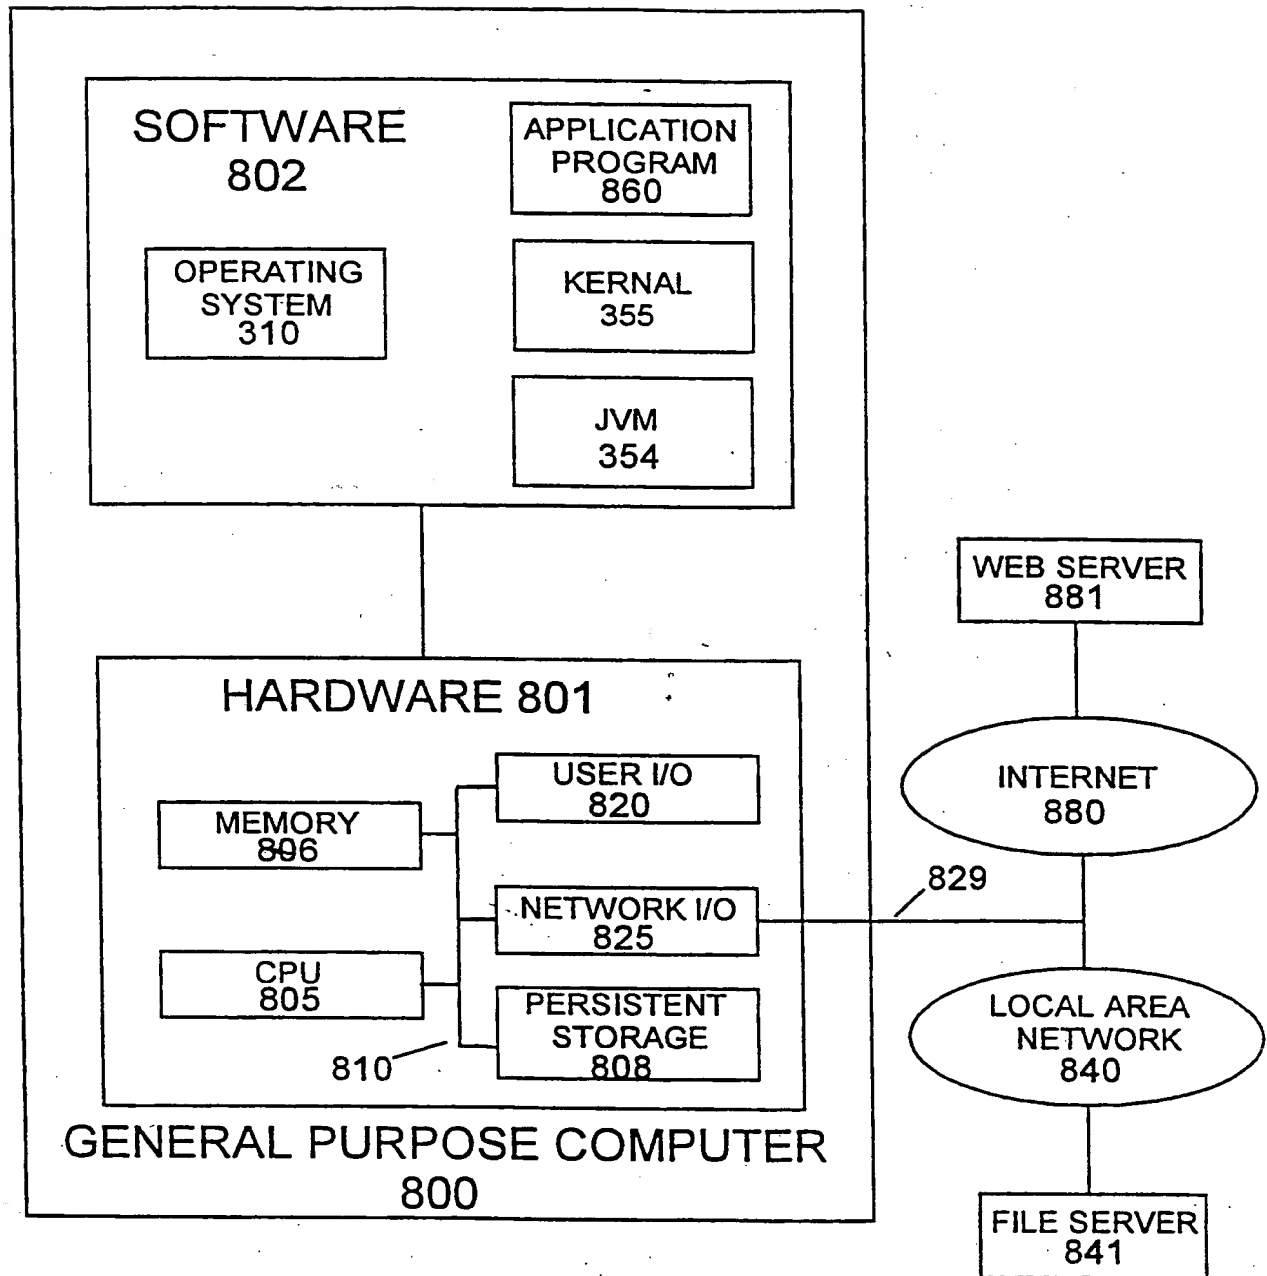 SOFTWARE
802
APPLICATION
PROGRAM
860
OPERATING
SYSTEM
310
KERNAL
355
JVM
354
WEB SERVER
881
HARDWARE 801
USER I/O
820
INTERNET
880
MEMORY
806
829
NETWORK I/O
825
CPU
805
PERSISTENT
STORAGE
808
810
LOCAL AREA
NETWORK
840
GENERAL PURPOSE COMPUTER
800
FILE SERVER
841